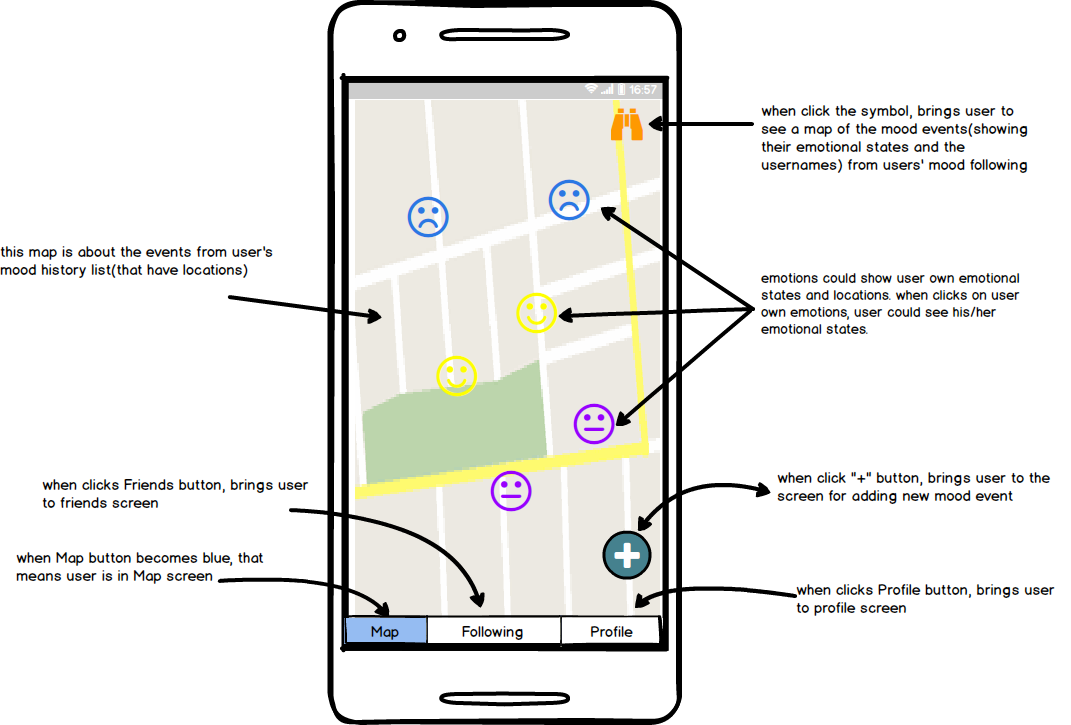 16:57
when click the symbol, brings user to
see a map of the mood events(showing
their emotional states and the
usernames) from users' mood following
this map is about the events from user's
mood history list(that have locations)
emotions could show user own emotional
states and locations. when clicks on user
own emotions, user could see his/her
emotional states.
when clicks Friends button, brings user
to friends screen
when click "+" button, brings user to the
screen for adding new mood event
when Map button becomes blue, that
means user is in Map screen
when clicks Profile button, brings user
to profile screen
Map
Following
Profile